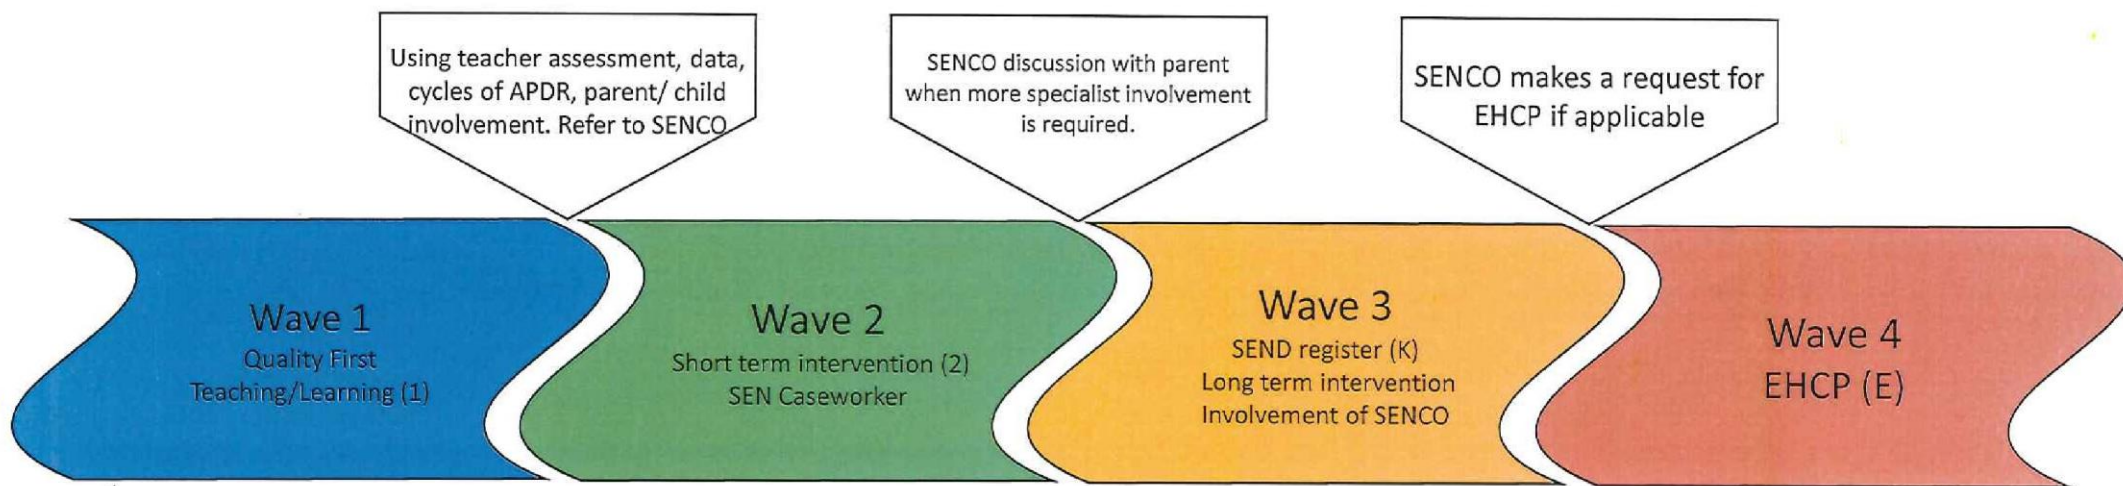 Using teacher assessment, data,
cycles of APDR, parent/ child
involvement. Refer to SENCO
SENCO discussion with parent
when more specialist involvement
is required.
SENCO makes a request for
EHCP if applicable
Wave 1
Quality First
Teaching/Learning (1)
Wave 2
Short term intervention (2)
SEN Caseworker
Wave 3
SEND register (K)
Long term intervention
Involvement of SENCO
Wave 4
EHCP (E)